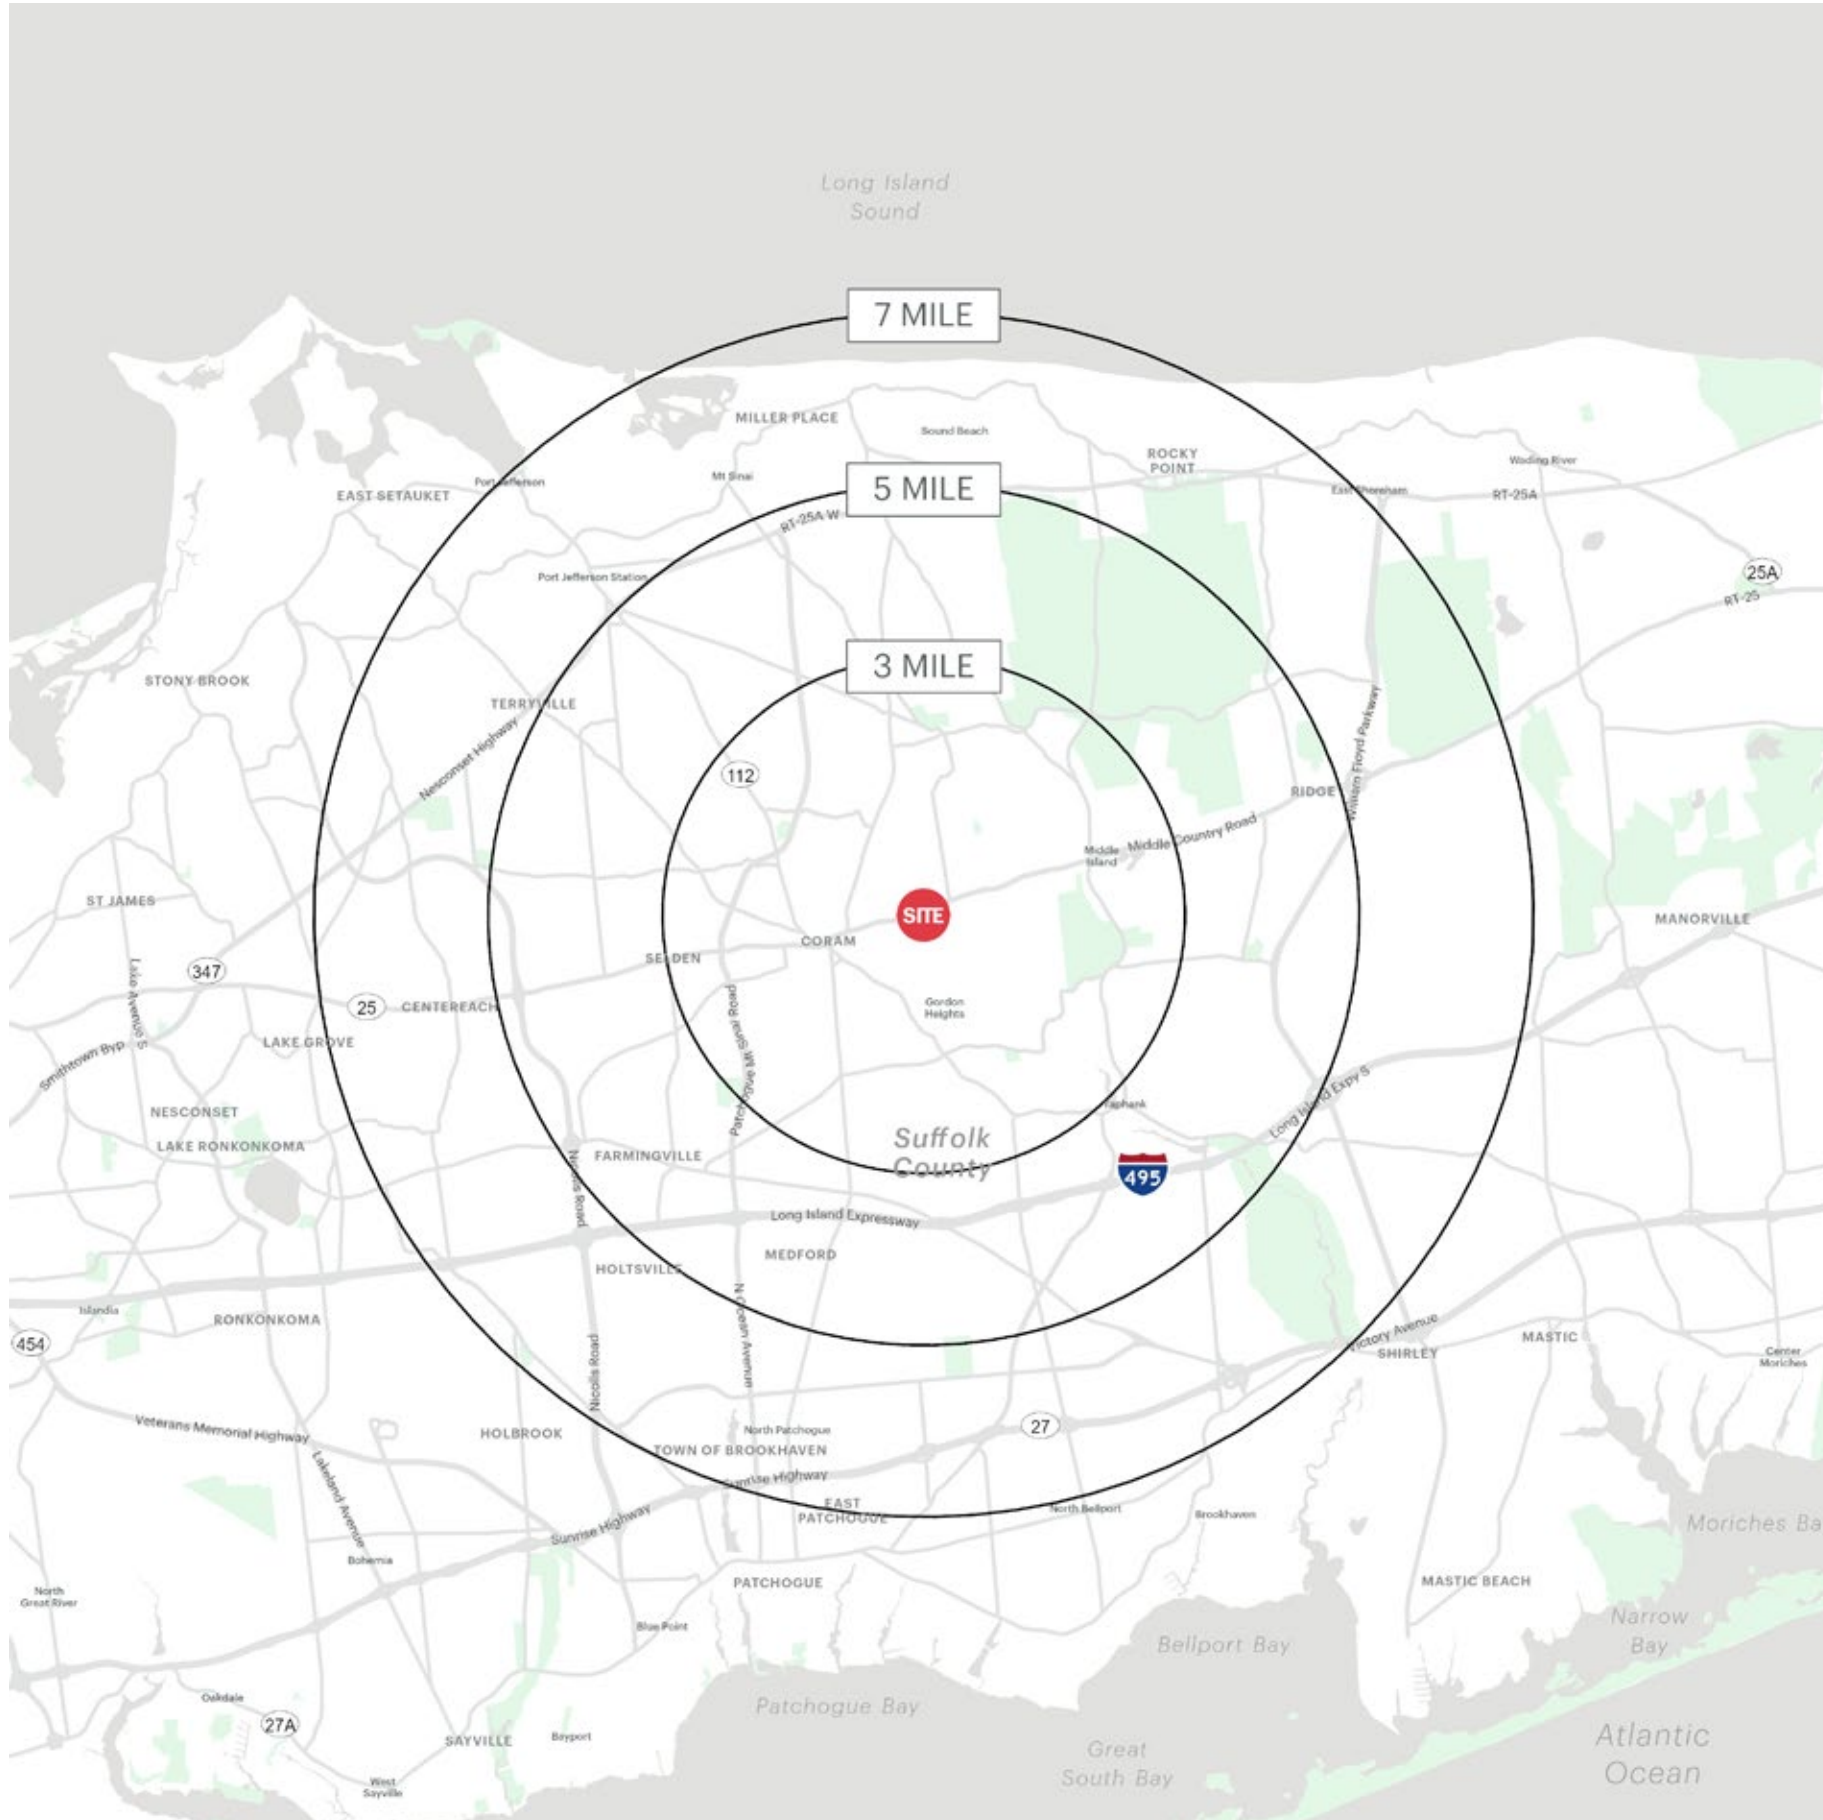 Long Island
Sound
7 MILE
MILLER PLACE
Sound Beach
ROCKY
POINT
Wading River
Port Jefferson
Mt Sinai
EAST SETAUKET
5 MILE
East Shoreham
RT-25A
RT-25A W
Port Jefferson Station
25A
RT-25
3 MILE
STONY BROOK
TERRYVILLE
Nesconset Highway
William Floyd Parkway
112
RIDGE
Middle Country Road
Middle
Island
ST JAMES
SITE
MANORVILLE
CORAM
SELDEN
347
Lake Avenue S
25
CENTEREACH
Gordon
Heights
Patchogue Mt Sinai Road
LAKE GROVE
Smithtown Byp
NESCONSET
Yaphank
Long Island Expy S
LAKE RONKONKOMA
Suffolk
County
FARMINGVILLE
Nicolls Road
495
Long Island Expressway
MEDFORD
HOLTSVILLE
Islandia
RONKONKOMA
N Ocean Avenue
454
Victory Avenue
SHIRLEY
MASTIC
Center
Moriches
Nicolls Road
Veterans Memorial Highway
HOLBROOK
North Patchogue
27
TOWN OF BROOKHAVEN
Lakeland Avenue
Sunrise Highway
EAST
PATCHOGUE
North Bellport
Brookhaven
Moriches Ba
Sunrise Highway
Bohemia
PATCHOGUE
MASTIC BEACH
North
Great River
Blue Point
Narrow
Bay
Bellport Bay
Oakdale
Patchogue Bay
27A
SAYVILLE
Bayport
Atlantic
Ocean
Great
South Bay
West
Sayville